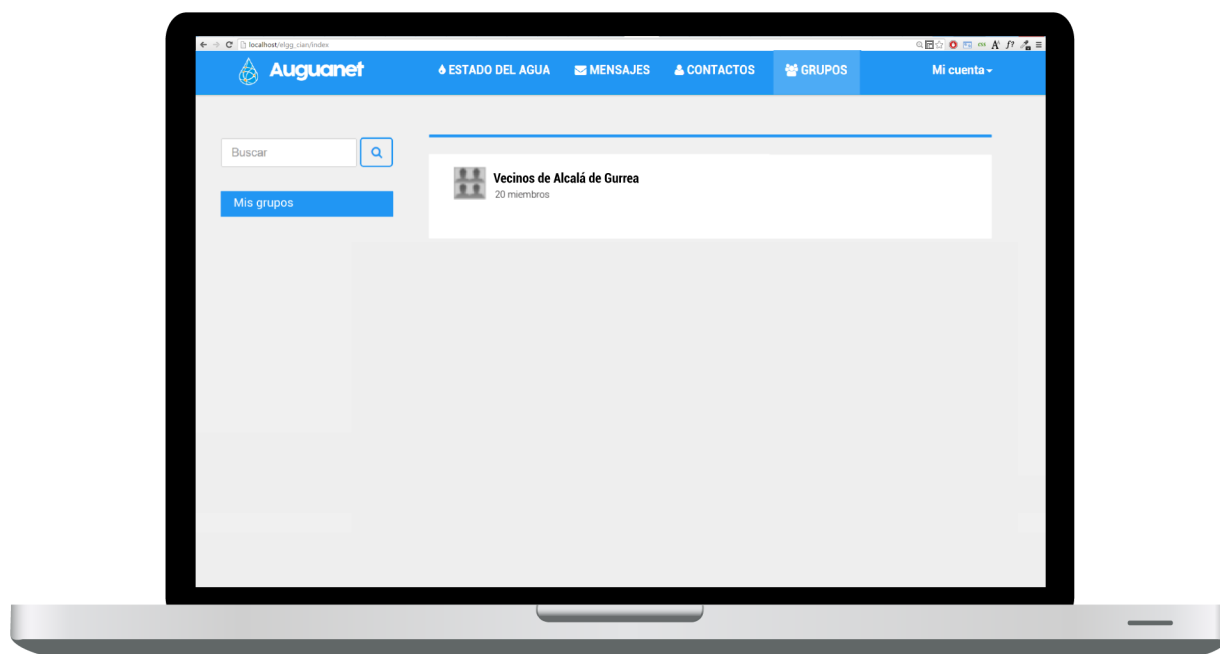 localhost/elgg_clan/index
Auguanet
ESTADO DEL AGUA
MENSAJES
CONTACTOS
GRUPOS
Mi cuenta
Buscar
Mis grupos
Vecinos de Alcalá de Gurrea
20 miembros